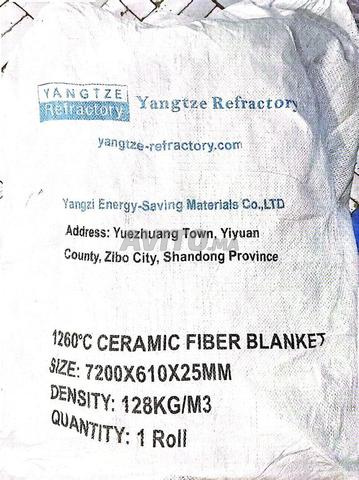 YANGTZE
Refractory
Yangtze Refractory
yangtze-refractory.com
Yangzi Energy-Saving Materials Co.,LTD
Address: Yuezhuang Town, Yiyuan
AVITO.ma
County, Zibo City, Shandong Province
1260°C CERAMIC FIBER BLANKET
SIZE: 7200X610X25MM
DENSITY: 128KG/M3
QUANTITY: 1 Roll